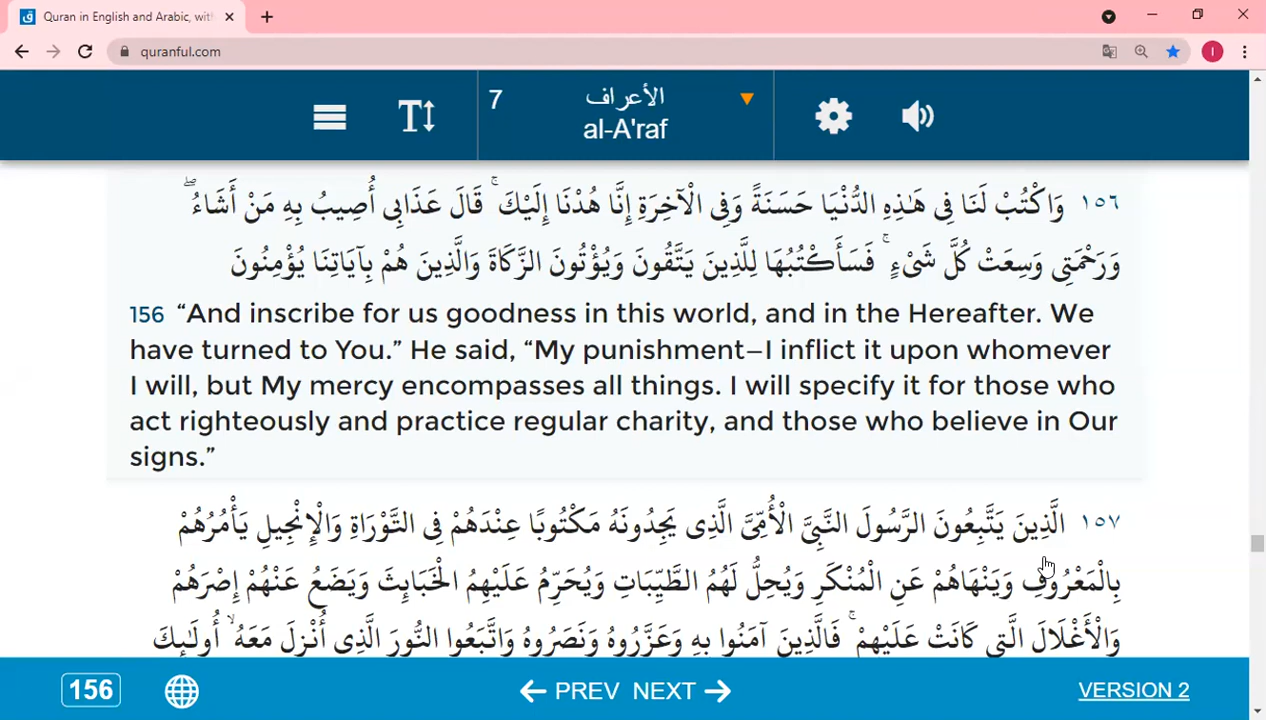 Quran in English and Arabic, with
quranful.com
I
7
الأعراف
al-A'raf
١٥٦ وَاكْتُبْ لَنَا فِى هَـٰذِهِ الدُّنْيَا حَسَنَةً وَفِى الْآخِرَةِ إِنَّا هُدْنَا إِلَيْكَ ۚ قَالَ عَذَابِى أُصِيبُ بِهِ مَنْ أَشَاءُ ۖ
وَرَحْمَتِى وَسِعَتْ كُلَّ شَىْءٍ ۚ فَسَأَكْتُبُهَا لِلَّذِينَ يَتَّقُونَ وَيُؤْتُونَ الزَّكَاةَ وَالَّذِينَ هُمْ بِآيَاتِنَا يُؤْمِنُونَ
156 “And inscribe for us goodness in this world, and in the Hereafter. We
have turned to You.” He said, “My punishment—I inflict it upon whomever
I will, but My mercy encompasses all things. I will specify it for those who
act righteously and practice regular charity, and those who believe in Our
signs.”
١٥٧ الَّذِينَ يَتَّبِعُونَ الرَّسُولَ النَّبِىَّ الْأُمِّىَّ الَّذِى يَجِدُونَهُ مَكْتُوبًا عِنْدَهُمْ فِى التَّوْرَاةِ وَالْإِنْجِيلِ يَأْمُرُهُمْ
بِالْمَعْرُوفِ وَيَنْهَاهُمْ عَنِ الْمُنْكَرِ وَيُحِلُّ لَهُمُ الطَّيِّبَاتِ وَيُحَرِّمُ عَلَيْهِمُ الْخَبَائِثَ وَيَضَعُ عَنْهُمْ إِصْرَهُمْ
وَالْأَغْلَالَ الَّتِى كَانَتْ عَلَيْهِمْ ۚ فَالَّذِينَ آمَنُوا بِهِ وَعَزَّرُوهُ وَنَصَرُوهُ وَاتَّبَعُوا النُّورَ الَّذِى أُنْزِلَ مَعَهُ ۙ أُولَـٰئِكَ
156
PREV NEXT
VERSION 2